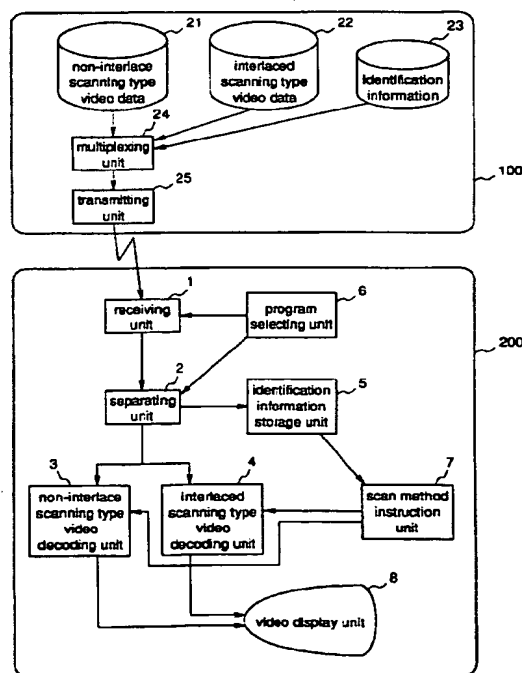 21
22
23
non-interlace
scanning type
video data
interlaced
scanning type
video data
identification
information
24
multiplexing
unit
25
transmitting
unit
100
1
receiving
unit
6
program
selecting unit
200
2
separating
unit
5
identification
information
storage unit
3
non-interlace
scanning type
video
decoding unit
4
interlaced
scanning type
video
decoding unit
7
scan method
instruction
unit
8
video display unit